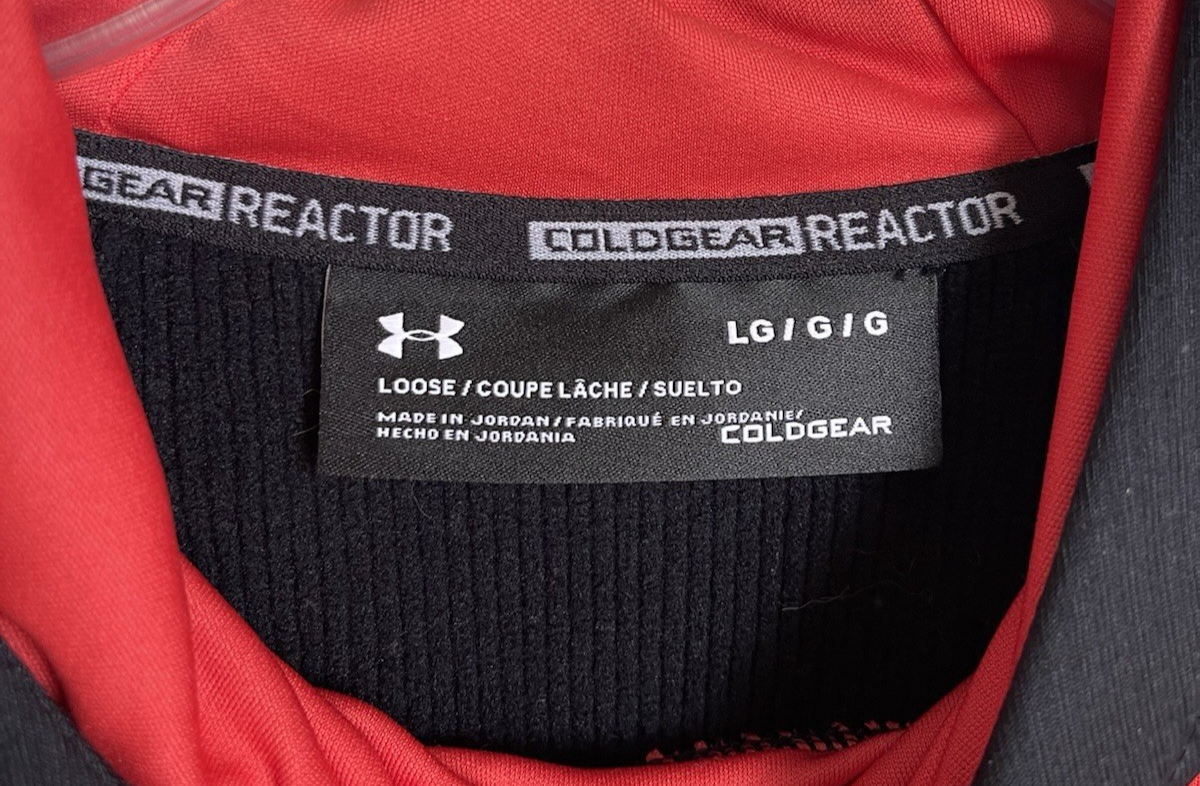 GEAR REACTOR COLDGEAR REACTOR
LG / G / G
LOOSE / COUPE LÂCHE / SUELTO
MADE IN JORDAN / FABRIQUÉ EN JORDANIE/
HECHO EN JORDANIA
COLDGEAR